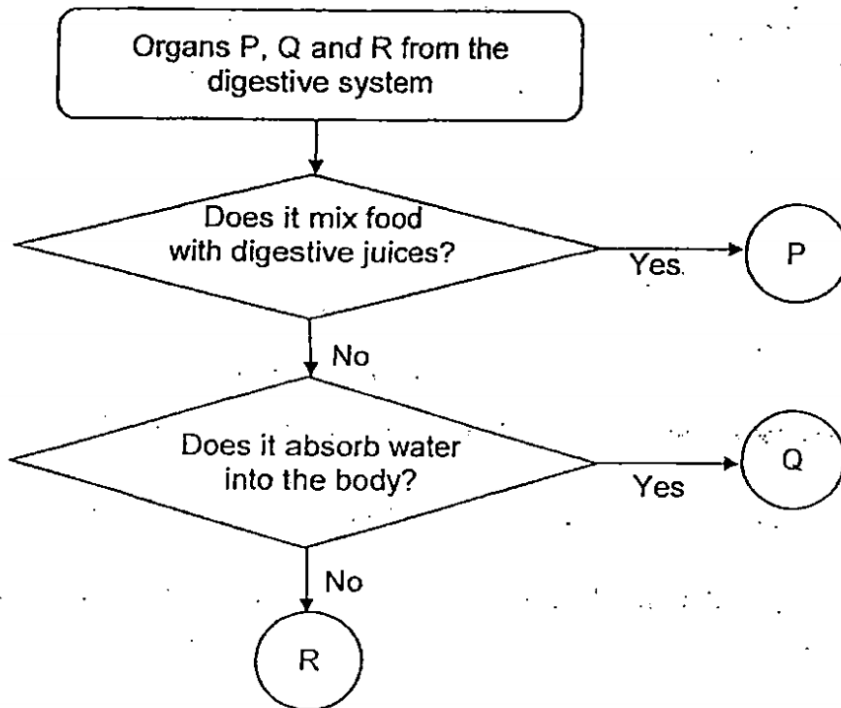 Organs P, Q and R from the
digestive system
Does it mix food
with digestive juices?
Yes.
P
No
Does it absorb water
into the body?
Yes
Q
No
R